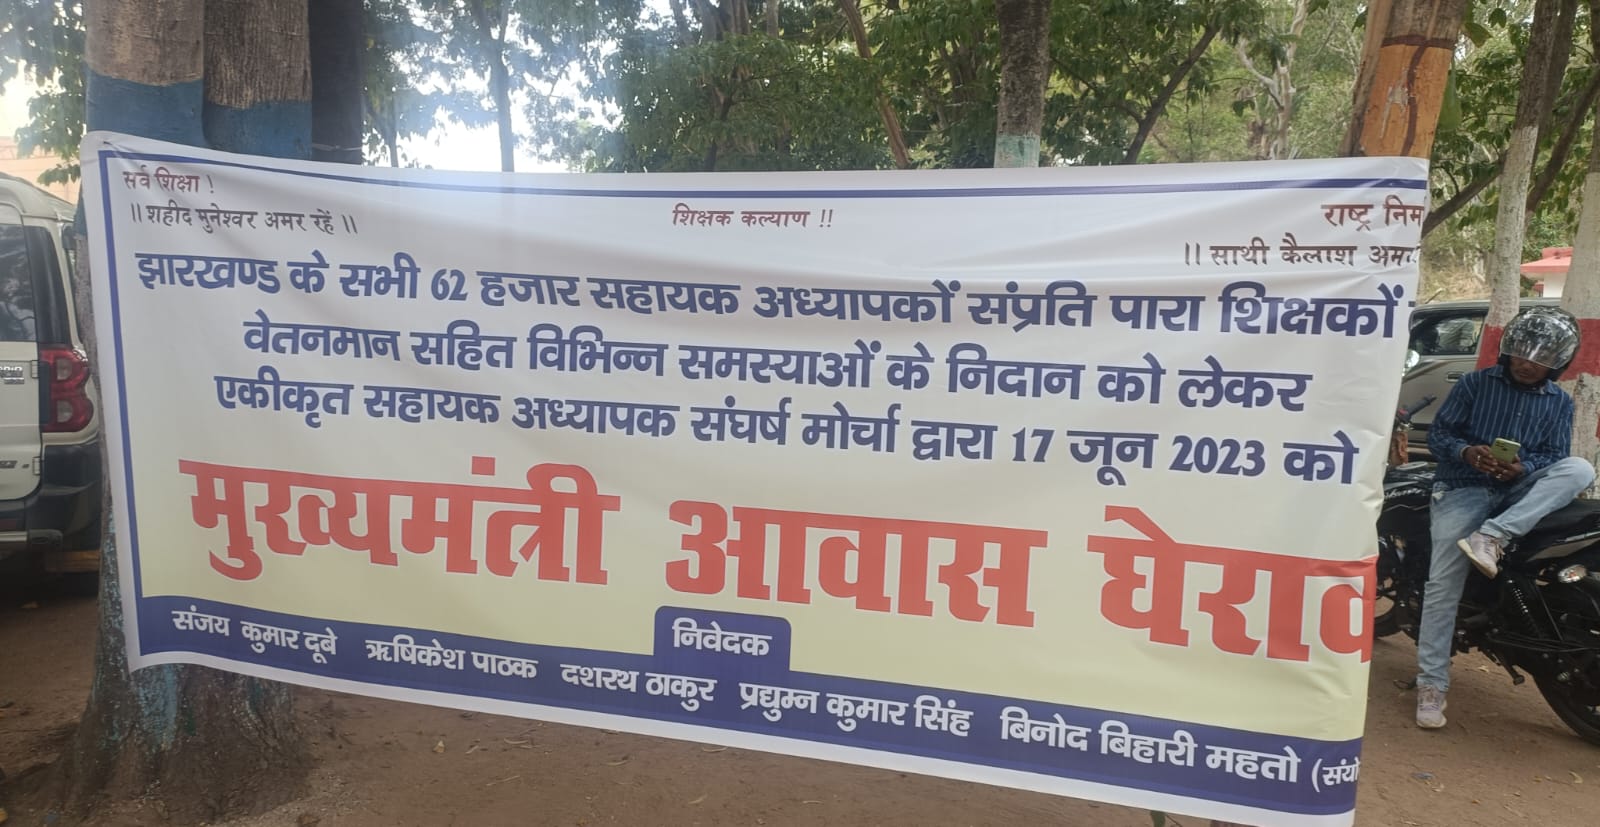 सर्व शिक्षा ! शिक्षक कल्याण !! राष्ट्र
॥ शहीद मुनेश्वर अमर रहें ॥ ॥ साथी कैलाश
झारखण्ड के सभी 62 हजार सहायक अध्यापकों संप्रति पारा शिक्षकों
वेतनमान सहित विभिन्न समस्याओं के निदान को लेकर
एकीकृत सहायक अध्यापक संघर्ष मोर्चा द्वारा 17 जून 2023 को
मुख्यमंत्री आवास घेराव
निवेदक
संजय कुमार दूबे ऋषिकेश पाठक दशरथ ठाकुर प्रद्युम्न कुमार सिंह बिनोद बिहारी महतो